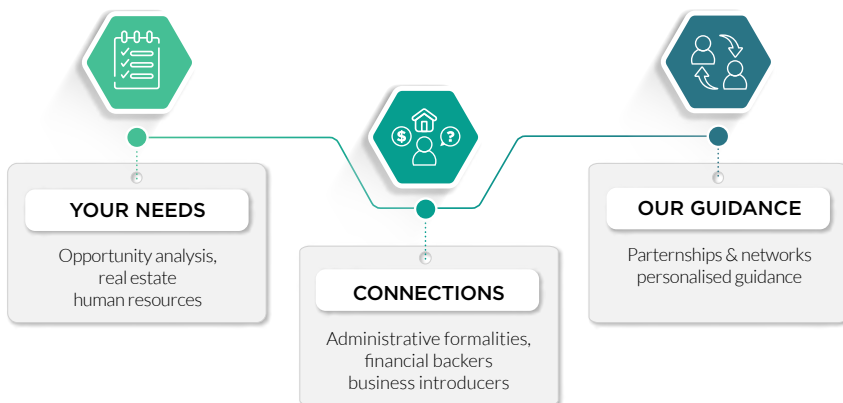 $
?
YOUR NEEDS
Opportunity analysis,
real estate
human resources
CONNECTIONS
Administrative formalities,
financial backers
business introducers
OUR GUIDANCE
Parternships & networks
personalised guidance